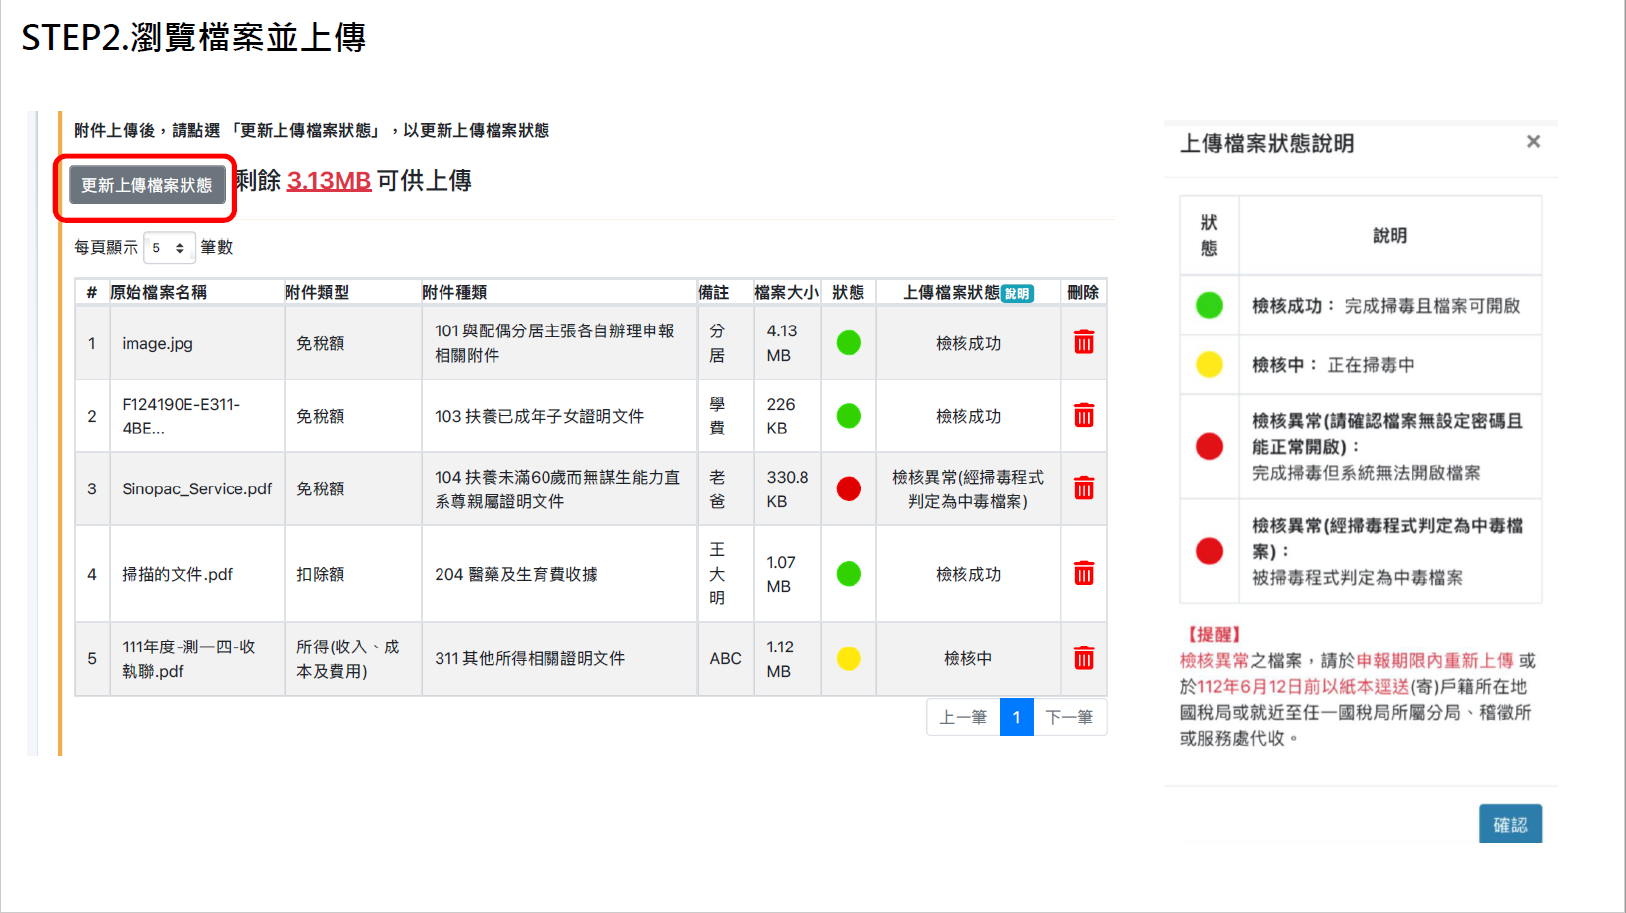 STEP2.瀏覽檔案並上傳
附件上傳後，請點選「更新上傳檔案狀態」，以更新上傳檔案狀態
更新上傳檔案狀態 剩餘 3.13MB 可供上傳
每頁顯示 5 筆數
# 原始檔案名稱 附件類型 附件種類 備註 檔案大小 狀態 上傳檔案狀態 說明 刪除
1 image.jpg 免稅額 101 與配偶分居主張各自辦理申報
相關附件 分
居 4.13
MB 檢核成功
2 F124190E-E311-
4BE... 免稅額 103 扶養已成年子女證明文件 學
費 226
KB 檢核成功
3 Sinopac_Service.pdf 免稅額 104 扶養未滿60歲而無謀生能力直
系尊親屬證明文件 老
爸 330.8
KB 檢核異常(經掃毒程式
判定為中毒檔案)
4 掃描的文件.pdf 扣除額 204 醫藥及生育費收據 王
大
明 1.07
MB 檢核成功
5 111年度-測一四-收
執聯.pdf 所得(收入、成
本及費用) 311 其他所得相關證明文件 ABC 1.12
MB 檢核中
上一筆 1 下一筆
上傳檔案狀態說明 ×
狀
態 說明
檢核成功： 完成掃毒且檔案可開啟
檢核中： 正在掃毒中
檢核異常(請確認檔案無設定密碼且
能正常開啟)：
完成掃毒但系統無法開啟檔案
檢核異常(經掃毒程式判定為中毒檔
案)：
被掃毒程式判定為中毒檔案
【提醒】
檢核異常之檔案，請於申報期限內重新上傳 或
於112年6月12日前以紙本逕送(寄)戶籍所在地
國稅局或就近至任一國稅局所屬分局、稽徵所
或服務處代收。
確認